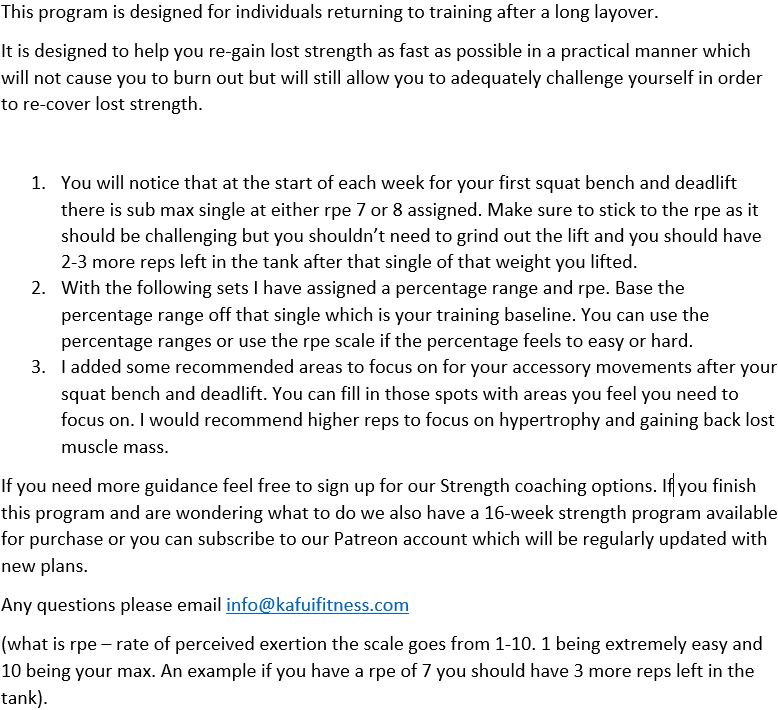 This program is designed for individuals returning to training after a long layover.
It is designed to help you re-gain lost strength as fast as possible in a practical manner which
will not cause you to burn out but will still allow you to adequately challenge yourself in order
to re-cover lost strength.
1. You will notice that at the start of each week for your first squat bench and deadlift
there is sub max single at either rpe 7 or 8 assigned. Make sure to stick to the rpe as it
should be challenging but you shouldn’t need to grind out the lift and you should have
2-3 more reps left in the tank after that single of that weight you lifted.
2. With the following sets I have assigned a percentage range and rpe. Base the
percentage range off that single which is your training baseline. You can use the
percentage ranges or use the rpe scale if the percentage feels to easy or hard.
3. I added some recommended areas to focus on for your accessory movements after your
squat bench and deadlift. You can fill in those spots with areas you feel you need to
focus on. I would recommend higher reps to focus on hypertrophy and gaining back lost
muscle mass.
If you need more guidance feel free to sign up for our Strength coaching options. If you finish
this program and are wondering what to do we also have a 16-week strength program available
for purchase or you can subscribe to our Patreon account which will be regularly updated with
new plans.
Any questions please email info@kafuifitness.com
(what is rpe – rate of perceived exertion the scale goes from 1-10. 1 being extremely easy and
10 being your max. An example if you have a rpe of 7 you should have 3 more reps left in the
tank).